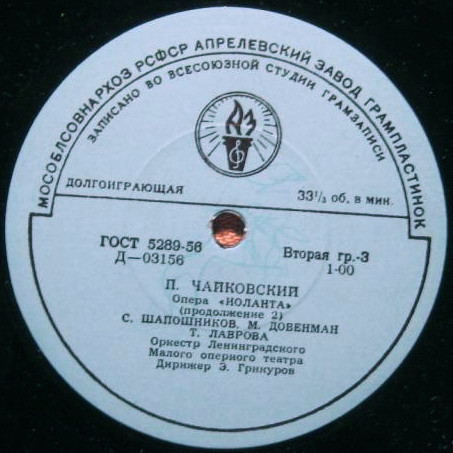 МОСОБЛСОВНАРХОЗ РСФСР АПРЕЛЕВСКИЙ ЗАВОД ГРАМПЛАСТИНОК
ЗАПИСАНО ВО ВСЕСОЮЗНОЙ СТУДИИ ГРАМЗАПИСИ
АЗ
ДОЛГОИГРАЮЩАЯ 33⅓ об. в мин.
ГОСТ 5289-56 Вторая гр.-3
Д—03156 1-00
П. ЧАЙКОВСКИЙ
Опера «ИОЛАНТА»
(продолжение 2)
С. ШАПОШНИКОВ, М. ДОВЕНМАН
Т. ЛАВРОВА
Оркестр Ленинградского
Малого оперного театра
Дирижер Э. Грикуров